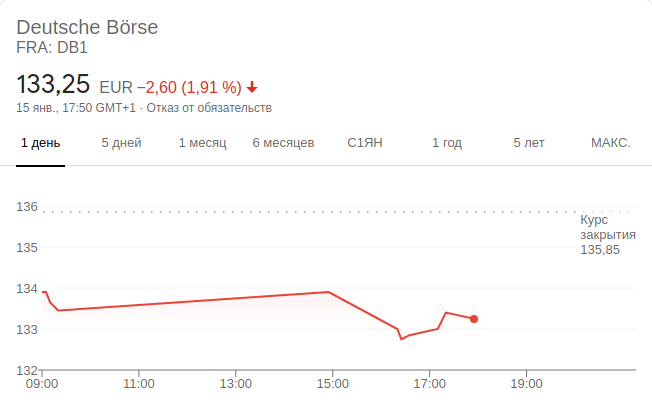 Deutsche Börse
FRA: DB1
133,25 EUR −2,60 (1,91 %)
15 янв., 17:50 GMT+1 · Отказ от обязательств
1 день 5 дней 1 месяц 6 месяцев С1ЯН 1 год 5 лет МАКС.
136
Курс
закрытия
135,85
135
134
133
132
09:00 11:00 13:00 15:00 17:00 19:00